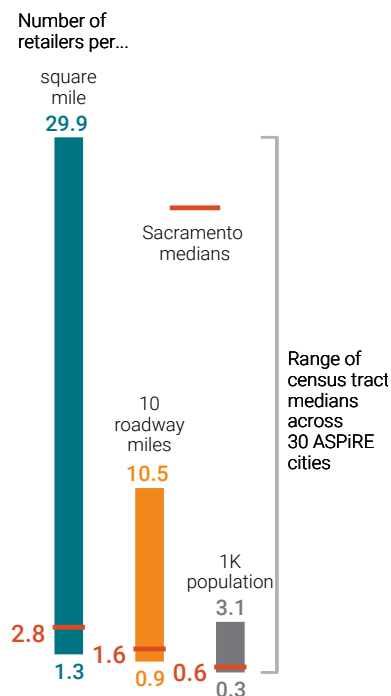 Number of
retailers per...
square
mile
29.9
Sacramento
medians
Range of
census tract
medians
across
30 ASPiRE
cities
10
roadway
miles
10.5
1K
population
3.1
2.8
1.3
1.6
0.9
0.6
0.3